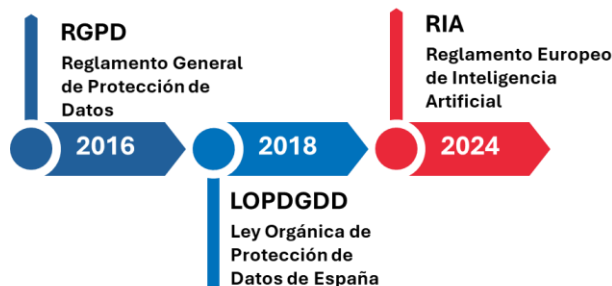 RGPD
Reglamento General
de Protección de
Datos
2016
2018
LOPDGDD
Ley Orgánica de
Protección de
Datos de España
RIA
Reglamento Europeo
de Inteligencia
Artificial
2024